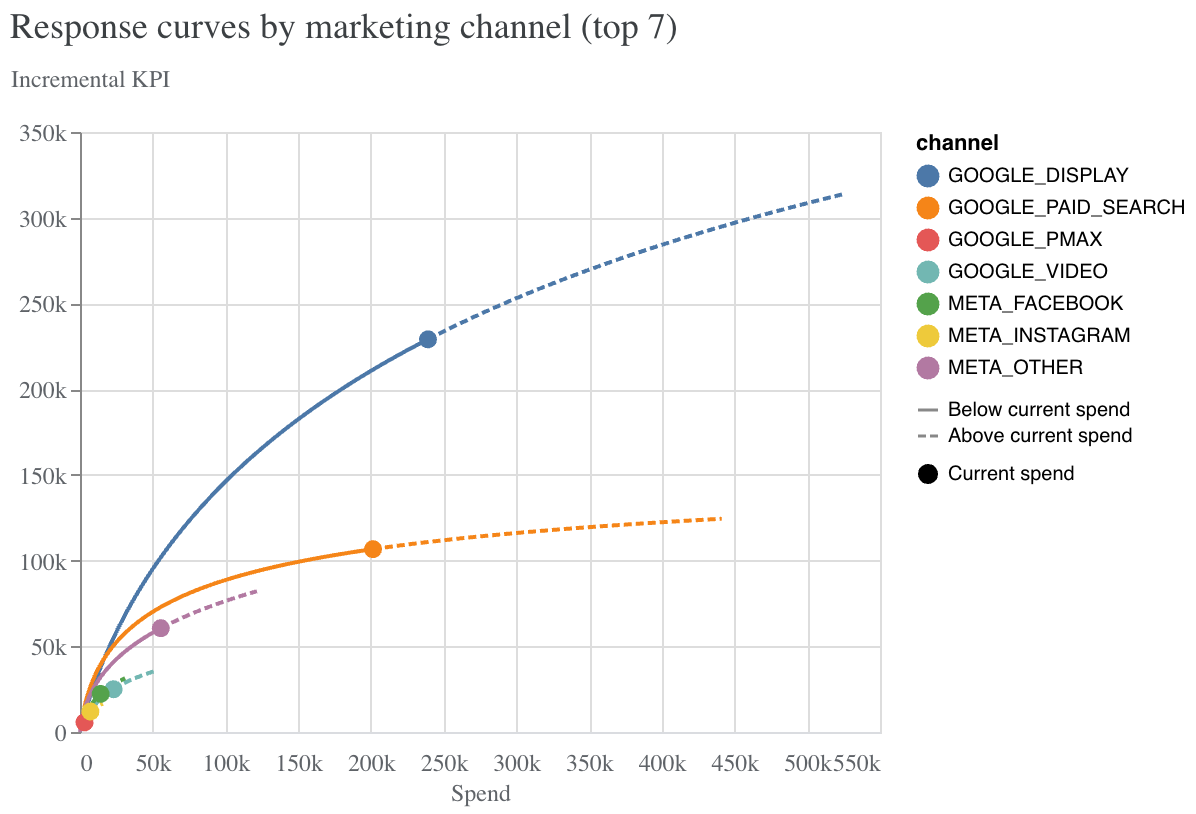 Response curves by marketing channel (top 7)
Incremental KPI
350k
300k
250k
200k
150k
100k
50k
0
0 50k 100k 150k 200k 250k 300k 350k 400k 450k 500k 550k
Spend
channel
GOOGLE_DISPLAY
GOOGLE_PAID_SEARCH
GOOGLE_PMAX
GOOGLE_VIDEO
META_FACEBOOK
META_INSTAGRAM
META_OTHER
Below current spend
Above current spend
Current spend